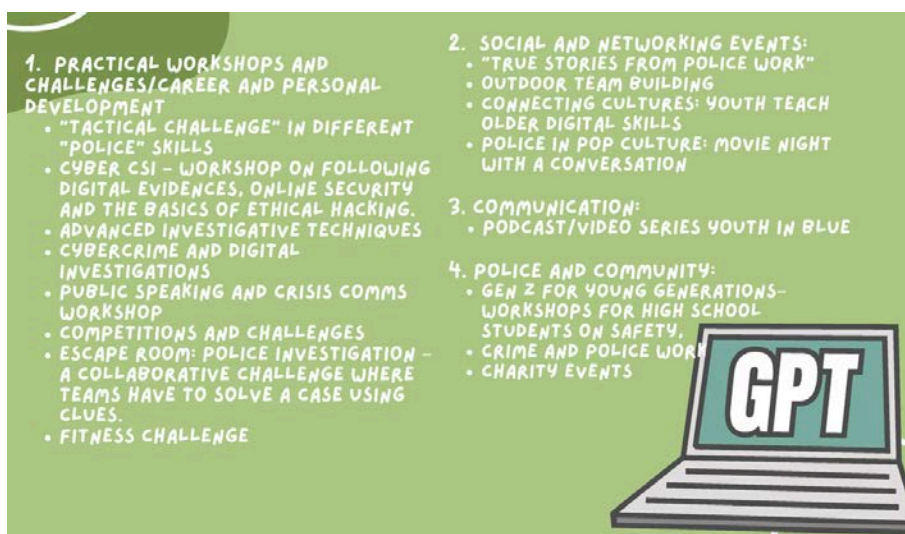 1. PRACTICAL WORKSHOPS AND
CHALLENGES/CAREER AND PERSONAL
DEVELOPMENT
• "TACTICAL CHALLENGE" IN DIFFERENT
"POLICE" SKILLS
• CYBER CSI – WORKSHOP ON FOLLOWING
DIGITAL EVIDENCES, ONLINE SECURITY
AND THE BASICS OF ETHICAL HACKING.
• ADVANCED INVESTIGATIVE TECHNIQUES
• CYBERCRIME AND DIGITAL
INVESTIGATIONS
• PUBLIC SPEAKING AND CRISIS COMMS
WORKSHOP
• COMPETITIONS AND CHALLENGES
• ESCAPE ROOM: POLICE INVESTIGATION –
A COLLABORATIVE CHALLENGE WHERE
TEAMS HAVE TO SOLVE A CASE USING
CLUES.
• FITNESS CHALLENGE
2. SOCIAL AND NETWORKING EVENTS:
• "TRUE STORIES FROM POLICE WORK"
• OUTDOOR TEAM BUILDING
• CONNECTING CULTURES: YOUTH TEACH
OLDER DIGITAL SKILLS
• POLICE IN POP CULTURE: MOVIE NIGHT
WITH A CONVERSATION
3. COMMUNICATION:
• PODCAST/VIDEO SERIES YOUTH IN BLUE
4. POLICE AND COMMUNITY:
• GEN Z FOR YOUNG GENERATIONS–
WORKSHOPS FOR HIGH SCHOOL
STUDENTS ON SAFETY,
• CRIME AND POLICE WORK
• CHARITY EVENTS
GPT